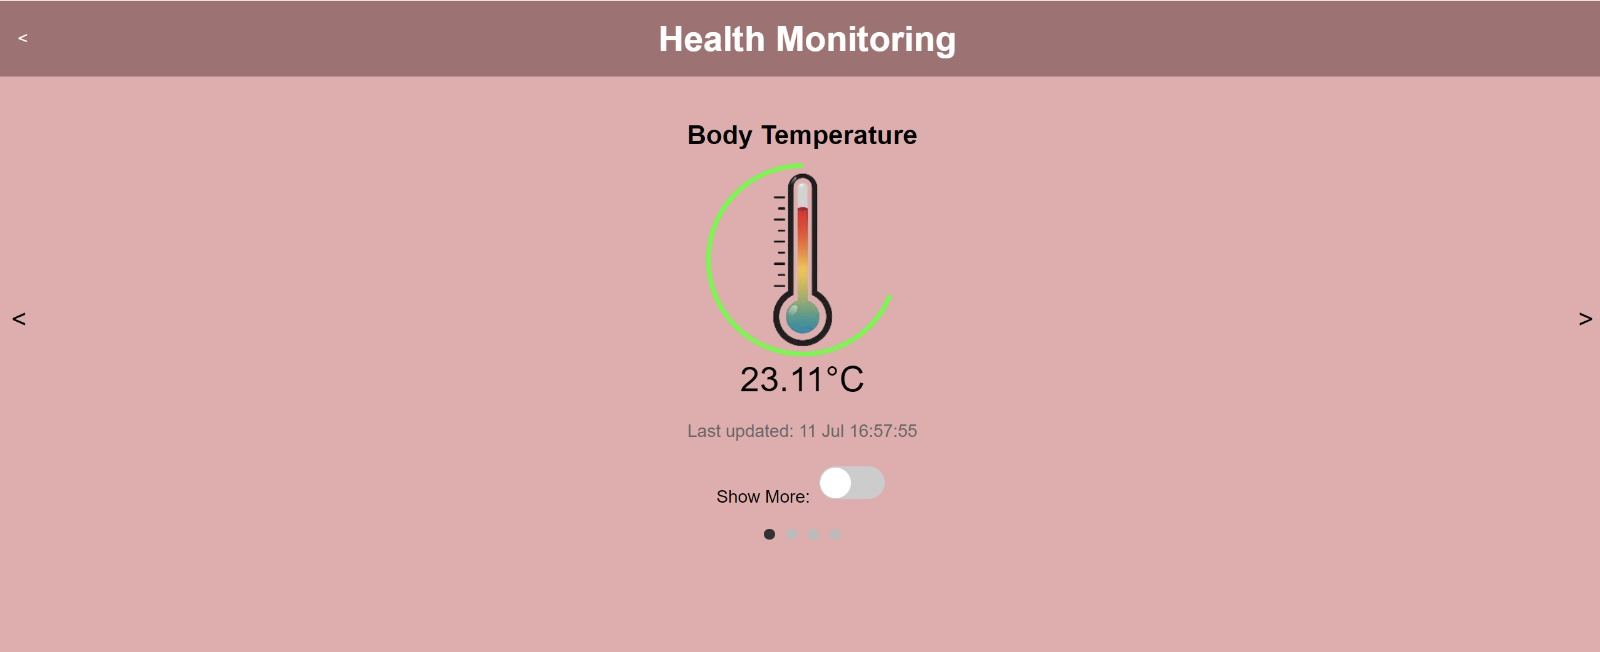 <
Health Monitoring
Body Temperature
<
>
23.11°C
Last updated: 11 Jul 16:57:55
Show More: